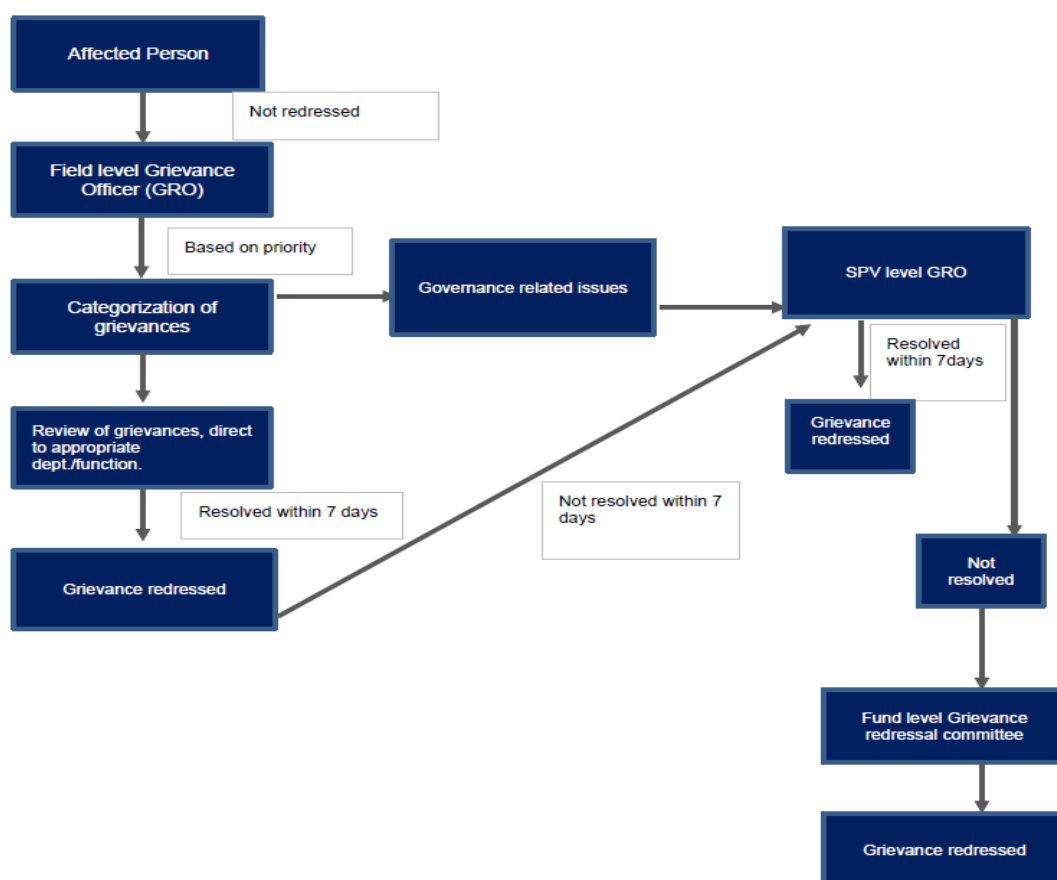 Affected Person
Not redressed
Field level Grievance
Officer (GRO)
Based on priority
Categorization of
grievances
Governance related issues
SPV level GRO
Resolved
within 7days
Grievance
redressed
Review of grievances, direct
to appropriate
dept./function.
Resolved within 7 days
Not resolved within 7
days
Grievance redressed
Not
resolved
Fund level Grievance
redressal committee
Grievance redressed